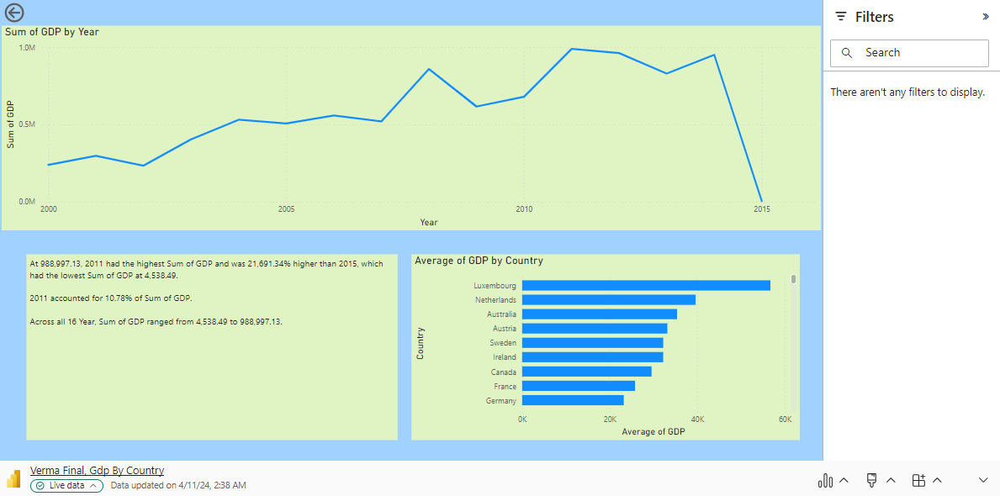 Sum of GDP by Year
1.0M
0.5M
0.0M
Sum of GDP
2000 2005 2010 2015
Year
At 988,997.13, 2011 had the highest Sum of GDP and was 21,691.34% higher than 2015, which
had the lowest Sum of GDP at 4,538.49.
2011 accounted for 10.78% of Sum of GDP.
Across all 16 Year, Sum of GDP ranged from 4,538.49 to 988,997.13.
Average of GDP by Country
Country
Luxembourg
Netherlands
Australia
Austria
Sweden
Ireland
Canada
France
Germany
0K 20K 40K 60K
Average of GDP
Filters
Search
There aren't any filters to display.
Verma Final, Gdp By Country
Live data Data updated on 4/11/24, 2:38 AM